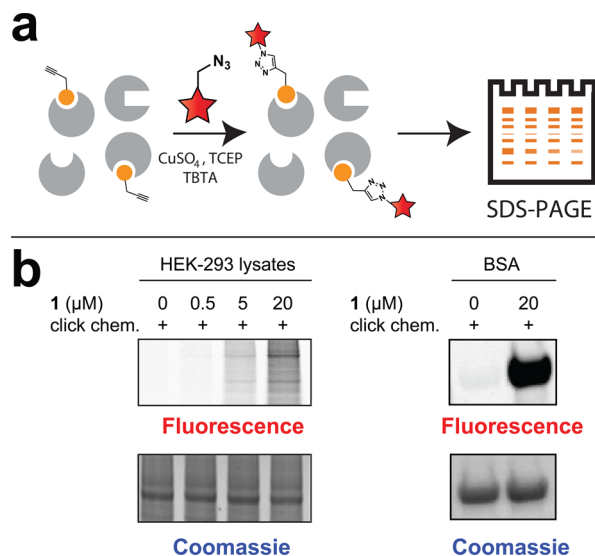 a
N₃
N
N
N
CuSO₄, TCEP
TBTA
N
N
N
SDS-PAGE
b
HEK-293 lysates
BSA
1 (μM) 0 0.5 5 20
1 (μM) 0 20
click chem. + + + +
click chem. + +
Fluorescence
Fluorescence
Coomassie
Coomassie